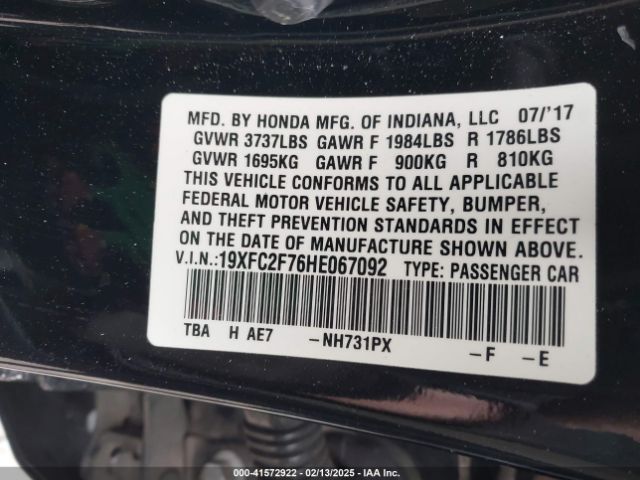 MFD. BY HONDA MFG. OF INDIANA, LLC 07/'17
GVWR 3737LBS GAWR F 1984LBS R 1786LBS
GVWR 1695KG GAWR F 900KG R 810KG
THIS VEHICLE CONFORMS TO ALL APPLICABLE
FEDERAL MOTOR VEHICLE SAFETY, BUMPER,
AND THEFT PREVENTION STANDARDS IN EFFECT
ON THE DATE OF MANUFACTURE SHOWN ABOVE.
V.I.N.:19XFC2F76HE067092 TYPE: PASSENGER CAR
TBA H AE7 -NH731PX -F -E
000-41572922 - 02/13/2025 - IAA Inc.